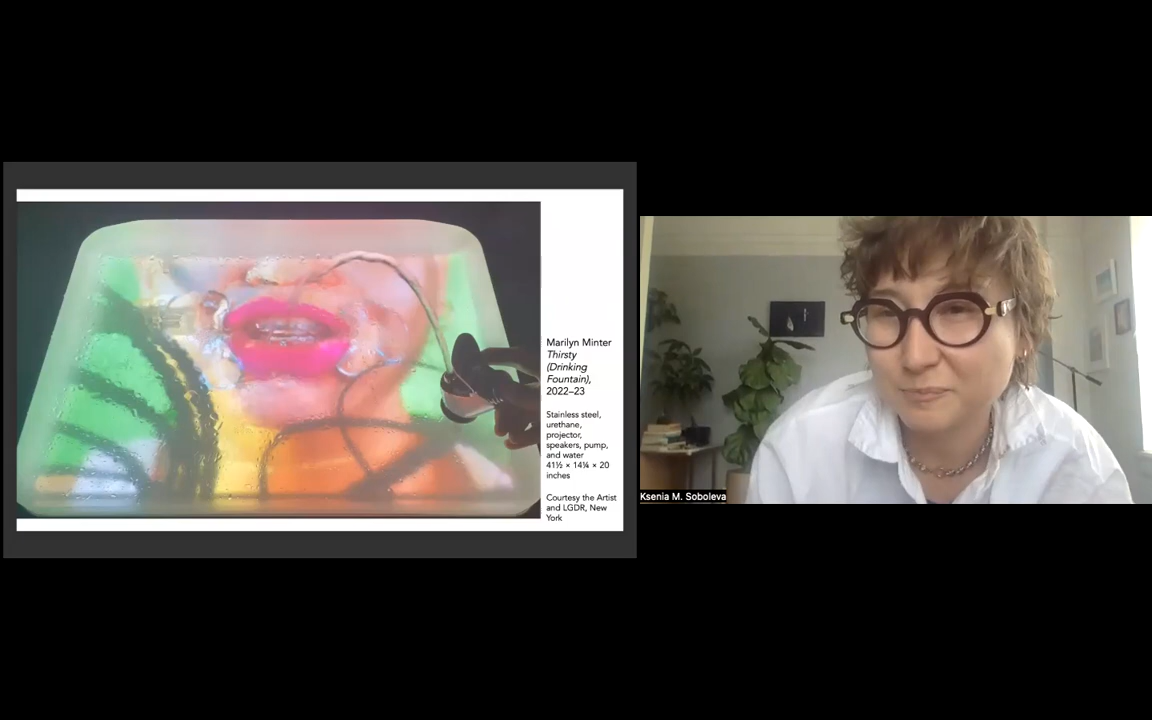 Marilyn Minter
Thirsty
(Drinking
Fountain),
2022–23
Stainless steel,
urethane,
projector,
speakers, pump,
and water
41½ × 14¼ × 20
inches
Courtesy the Artist
and LGDR, New
York
Ksenia M. Soboleva